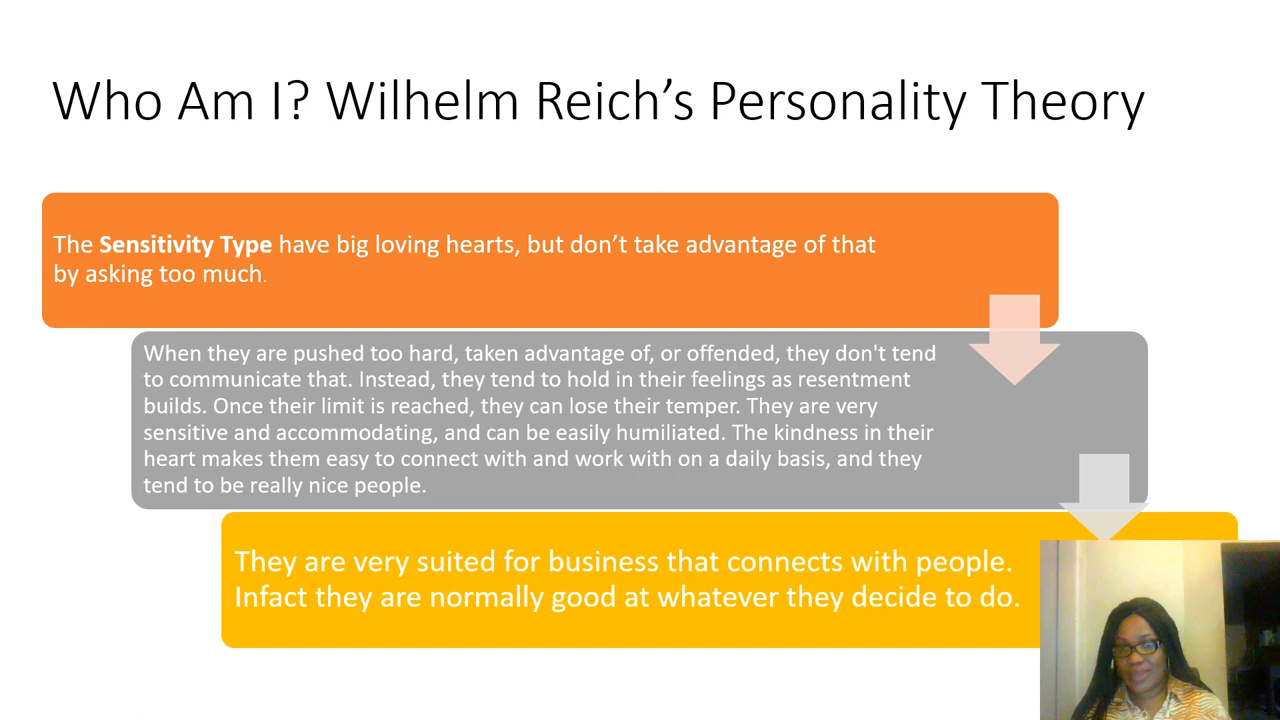 Who Am I? Wilhelm Reich’s Personality Theory
The Sensitivity Type have big loving hearts, but don’t take advantage of that
by asking too much.
When they are pushed too hard, taken advantage of, or offended, they don't tend
to communicate that. Instead, they tend to hold in their feelings as resentment
builds. Once their limit is reached, they can lose their temper. They are very
sensitive and accommodating, and can be easily humiliated. The kindness in their
heart makes them easy to connect with and work with on a daily basis, and they
tend to be really nice people.
They are very suited for business that connects with people.
Infact they are normally good at whatever they decide to do.